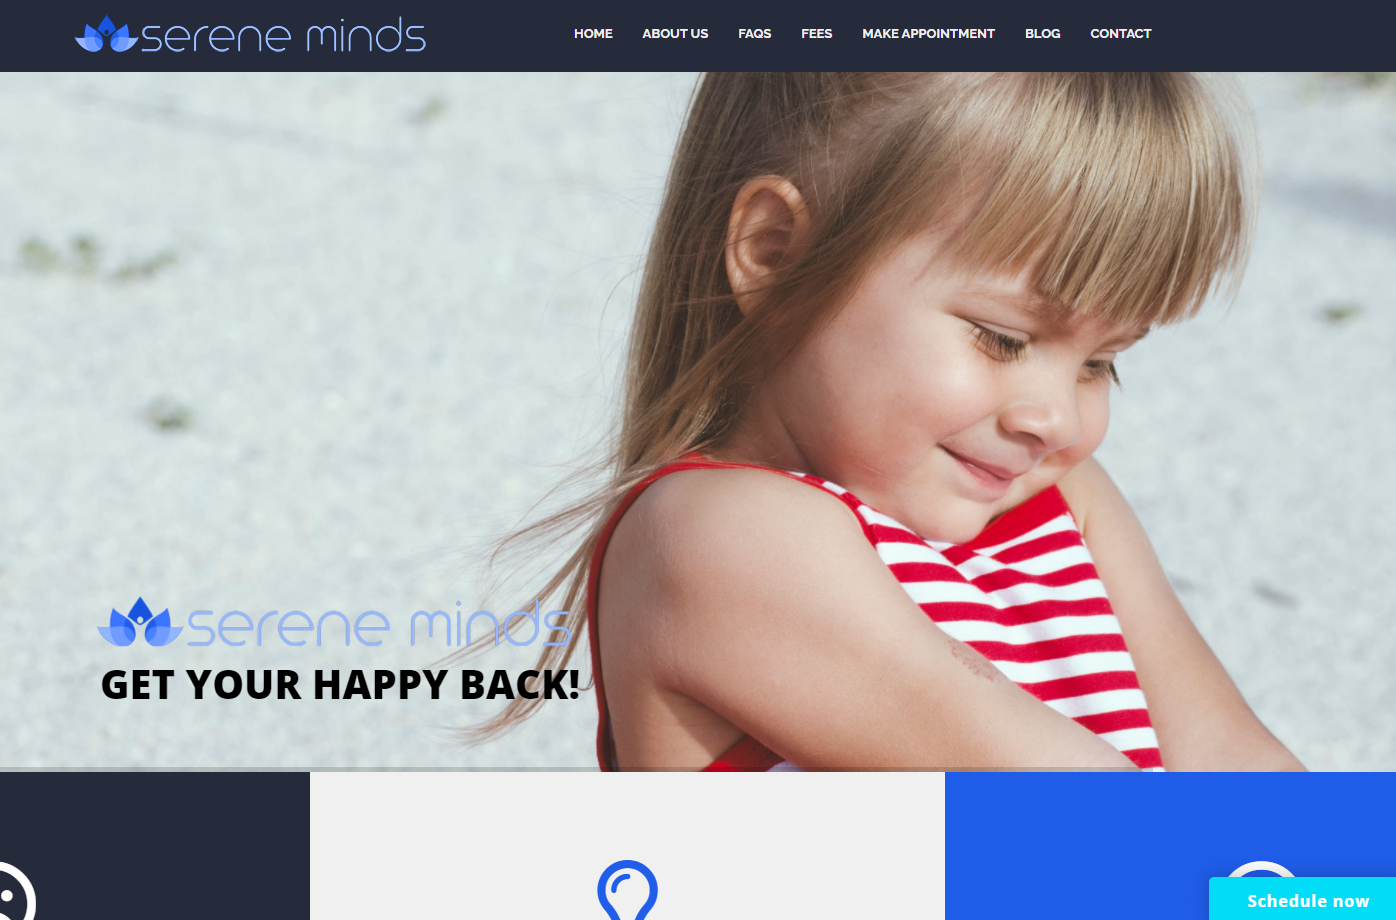 serene minds
HOME ABOUT US FAQS FEES MAKE APPOINTMENT BLOG CONTACT
serene minds
GET YOUR HAPPY BACK!
Schedule now